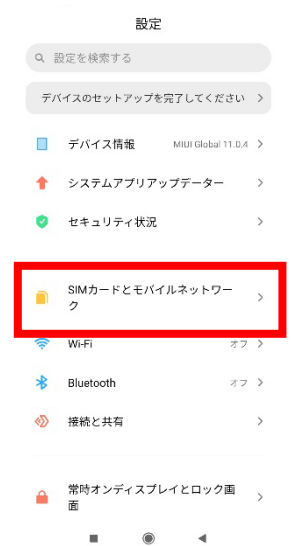 設定
設定を検索する
デバイスのセットアップを完了してください
デバイス情報 MIUI Global 11.0.4
システムアプリアップデーター
セキュリティ状況
SIMカードとモバイルネットワー
ク
Wi-Fi オフ
Bluetooth オフ
接続と共有
常時オンディスプレイとロック画
面